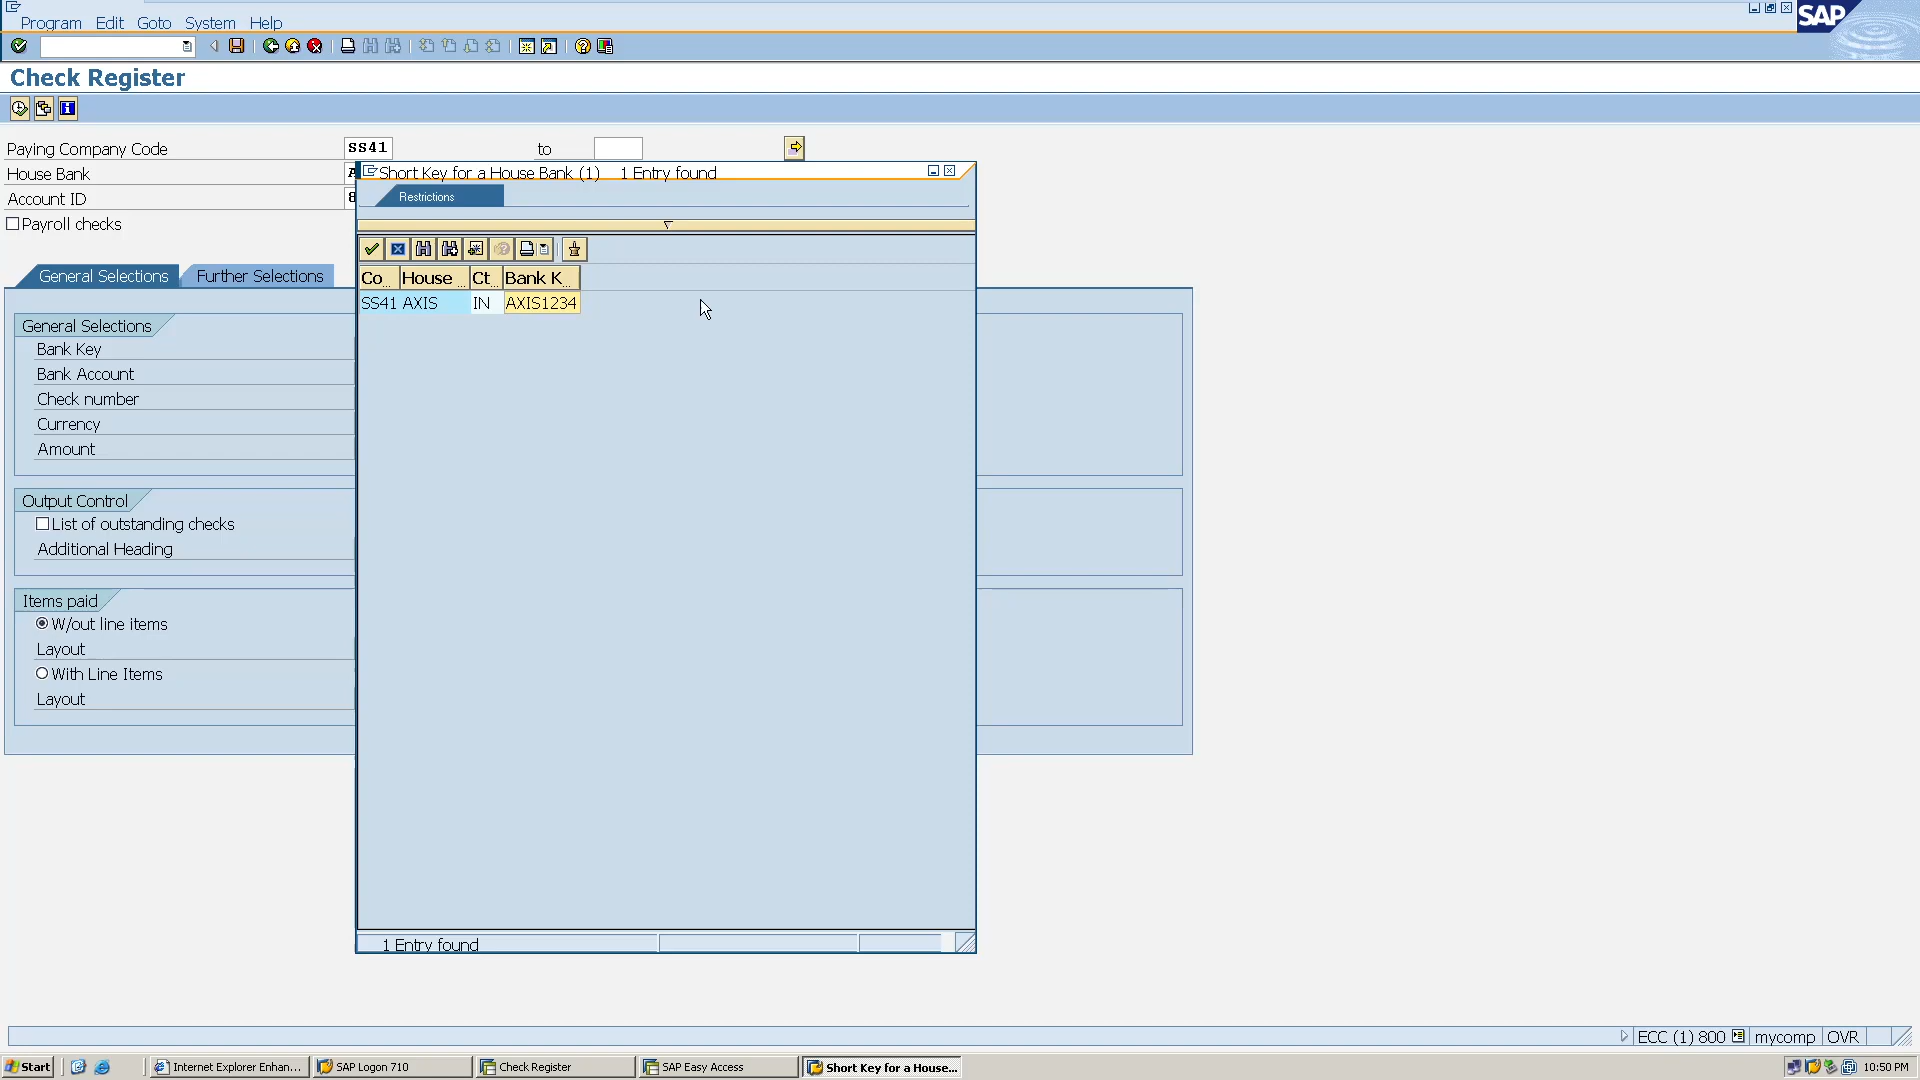 Program Edit Goto System Help
SAP
Check Register
Paying Company Code SS41 to
House Bank
Account ID 8
Payroll checks
Short Key for a House Bank (1) 1 Entry found
Restrictions
Co... House ... Ct... Bank K...
SS41 AXIS IN AXIS1234
General Selections Further Selections
General Selections
Bank Key
Bank Account
Check number
Currency
Amount
Output Control
List of outstanding checks
Additional Heading
Items paid
W/out line items
Layout
With Line Items
Layout
1 Entry found
ECC (1) 800 mycomp OVR
Start Internet Explorer Enhan... SAP Logon 710 Check Register SAP Easy Access Short Key for a House... 10:50 PM